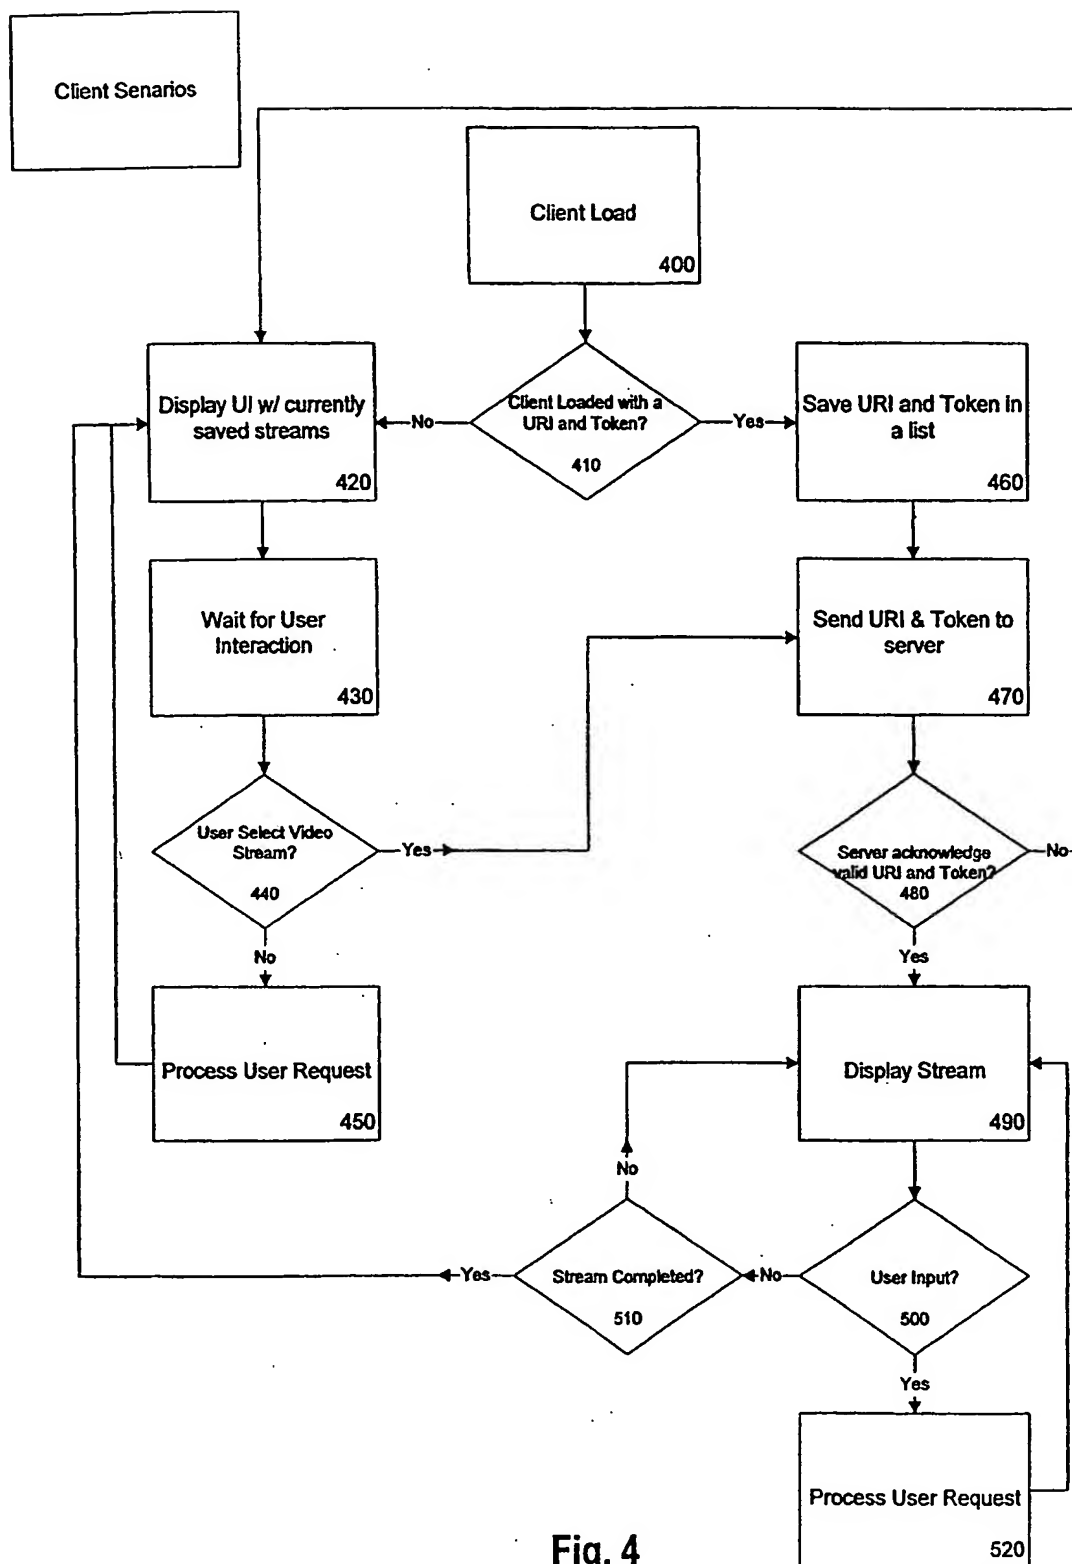 Client Senarios
Client Load
400
Display UI w/ currently
saved streams
420
No
Client Loaded with a
URI and Token?
410
Yes
Save URI and Token in
a list
460
Wait for User
Interaction
430
Send URI & Token to
server
470
User Select Video
Stream?
440
Yes
Server acknowledge
valid URI and Token?
480
No
No
Yes
Process User Request
450
Display Stream
490
No
Yes
Stream Completed?
510
No
User Input?
500
Yes
Process User Request
520
Fig. 4